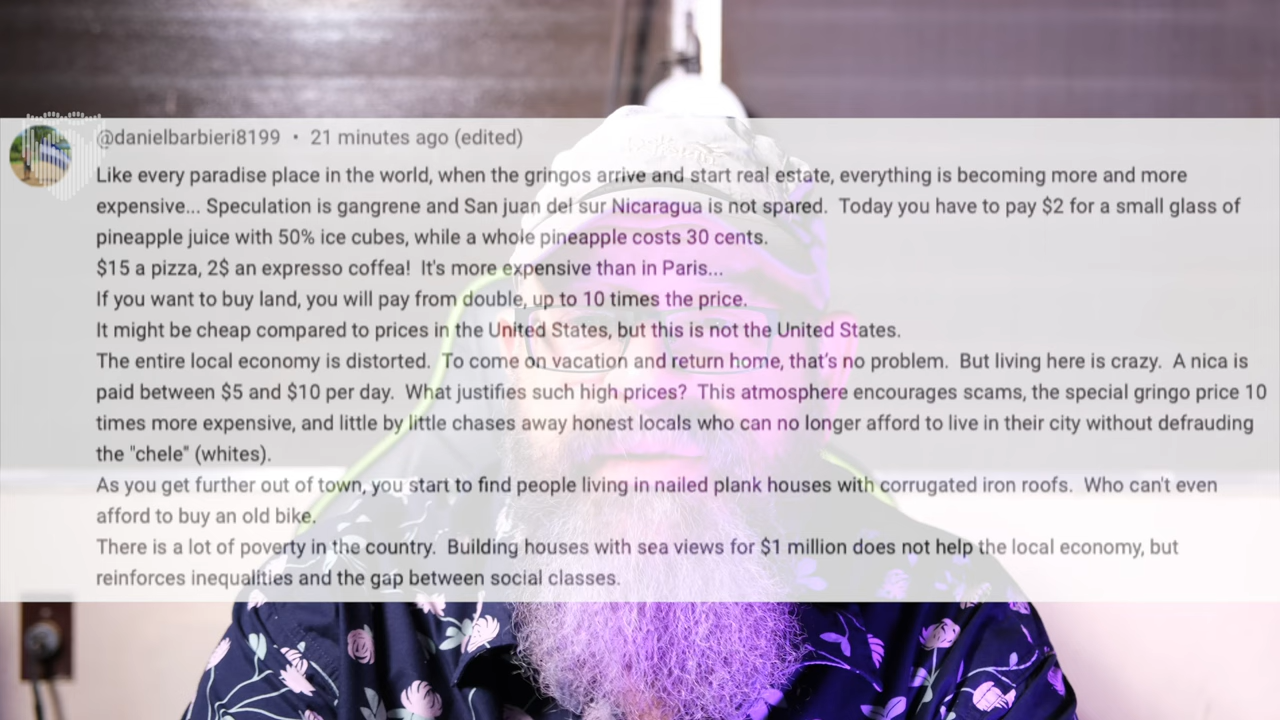 @danielbarbieri8199 • 21 minutes ago (edited)
Like every paradise place in the world, when the gringos arrive and start real estate, everything is becoming more and more
expensive... Speculation is gangrene and San juan del sur Nicaragua is not spared.  Today you have to pay $2 for a small glass of
pineapple juice with 50% ice cubes, while a whole pineapple costs 30 cents.
$15 a pizza, 2$ an expresso coffea!  It's more expensive than in Paris...
If you want to buy land, you will pay from double, up to 10 times the price.
It might be cheap compared to prices in the United States, but this is not the United States.
The entire local economy is distorted.  To come on vacation and return home, that's no problem.  But living here is crazy.  A nica is
paid between $5 and $10 per day.  What justifies such high prices?  This atmosphere encourages scams, the special gringo price 10
times more expensive, and little by little chases away honest locals who can no longer afford to live in their city without defrauding
the "chele" (whites).
As you get further out of town, you start to find people living in nailed plank houses with corrugated iron roofs.  Who can't even
afford to buy an old bike.
There is a lot of poverty in the country.  Building houses with sea views for $1 million does not help the local economy, but
reinforces inequalities and the gap between social classes.